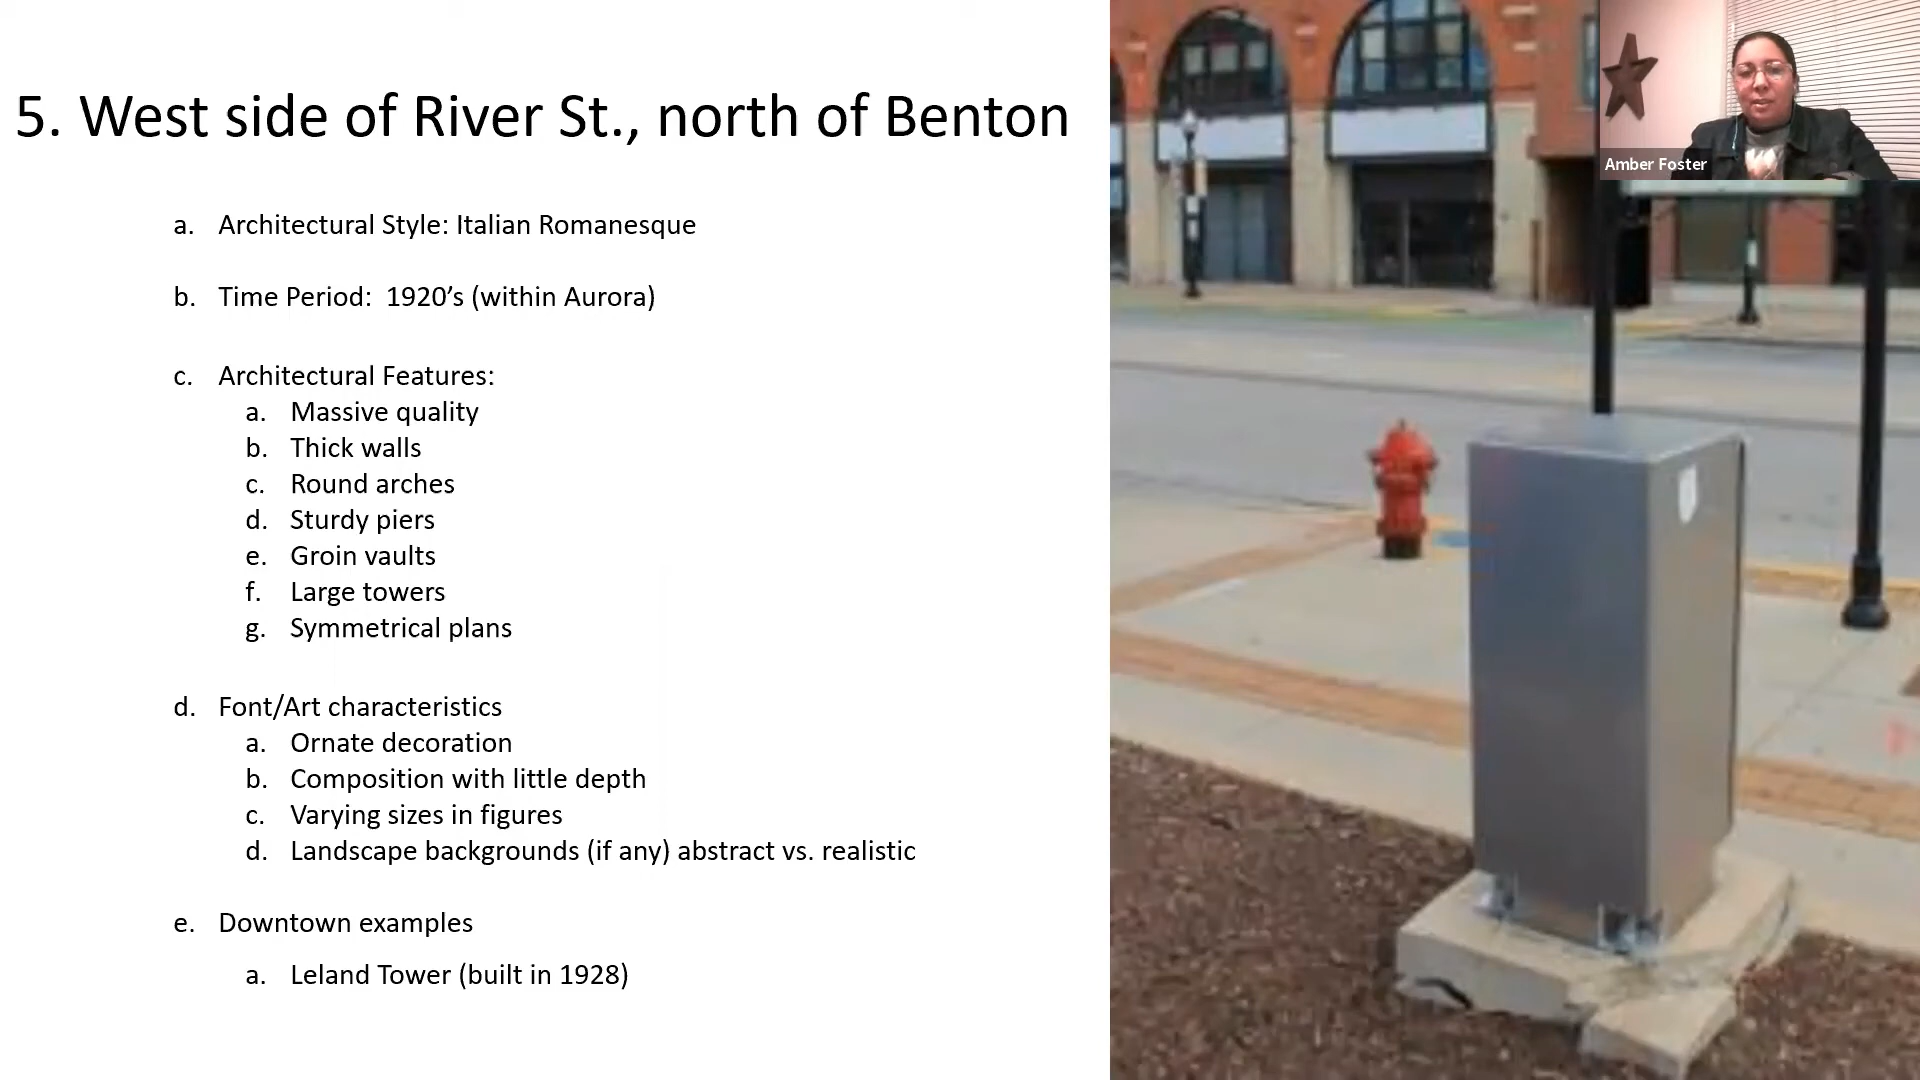 5. West side of River St., north of Benton
a. Architectural Style: Italian Romanesque
b. Time Period: 1920’s (within Aurora)
c. Architectural Features:
a. Massive quality
b. Thick walls
c. Round arches
d. Sturdy piers
e. Groin vaults
f. Large towers
g. Symmetrical plans
d. Font/Art characteristics
a. Ornate decoration
b. Composition with little depth
c. Varying sizes in figures
d. Landscape backgrounds (if any) abstract vs. realistic
e. Downtown examples
a. Leland Tower (built in 1928)
Amber Foster